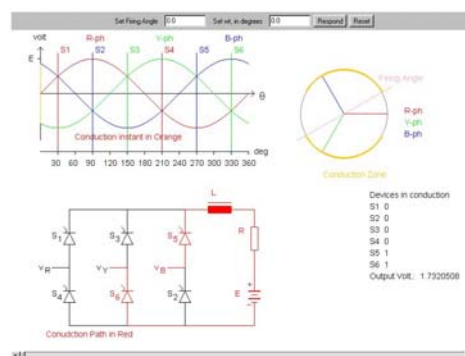 Set Firing Angle 0.0 Set wt, in degrees 0.0 Respond Reset
volt
R-ph Y-ph B-ph
S1 S2 S3 S4 S5 S6
E
θ
Conduction instant in Orange
deg
30 60 90 120 150 180 210 240 270 300 330 360
Firing Angle
R-ph
Y-ph
B-ph
Conduction Zone
Devices in conduction
S1 0
S2 0
S3 0
S4 0
S5 1
S6 1
Output Volt.: 1.7320508
L
S1 S3 S5 R
VR VY VB
S4 S6 S2 E
+
-
Conudction Path in Red